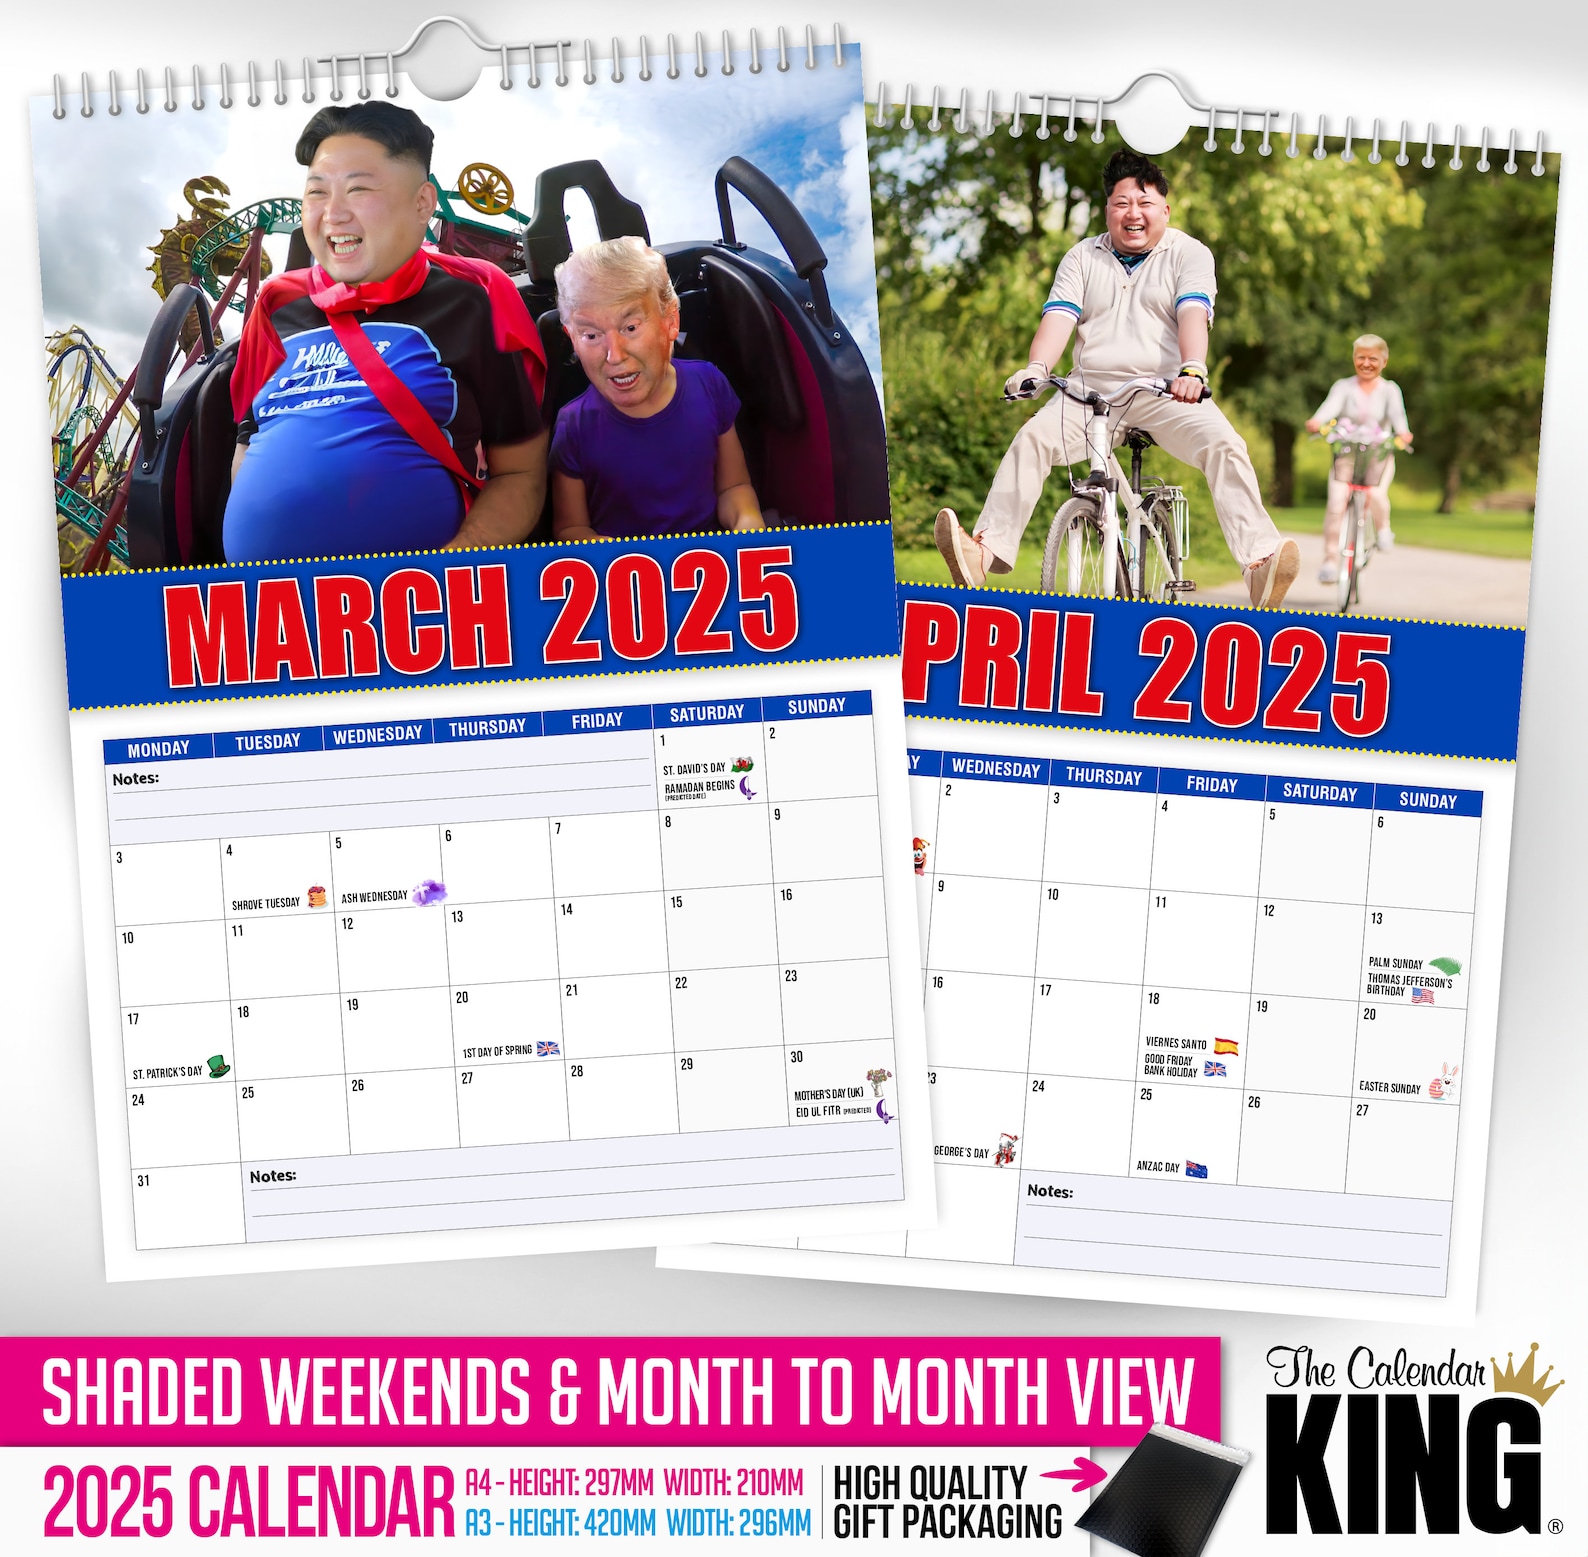 MARCH 2025
MONDAY TUESDAY WEDNESDAY THURSDAY FRIDAY SATURDAY SUNDAY
Notes:
1
ST. DAVID'S DAY
RAMADAN BEGINS
(PREDICTED DATE)
2
3
4
SHROVE TUESDAY
5
ASH WEDNESDAY
6
7
8
9
10
11
12
13
14
15
16
17
ST. PATRICK'S DAY
18
19
20
1ST DAY OF SPRING
21
22
23
24
25
26
27
28
29
30
MOTHER'S DAY (UK)
EID UL FITR (PREDICTED)
31
Notes:
PRIL 2025
AY WEDNESDAY THURSDAY FRIDAY SATURDAY SUNDAY
2
3
4
5
6
9
10
11
12
13
PALM SUNDAY
THOMAS JEFFERSON'S
BIRTHDAY
16
17
18
VIERNES SANTO
GOOD FRIDAY
BANK HOLIDAY
19
20
EASTER SUNDAY
23
GEORGE'S DAY
24
25
ANZAC DAY
26
27
Notes:
SHADED WEEKENDS & MONTH TO MONTH VIEW
2025 CALENDAR
A4 - HEIGHT: 297MM WIDTH: 210MM
A3 - HEIGHT: 420MM WIDTH: 296MM
HIGH QUALITY
GIFT PACKAGING
The Calendar
KING®